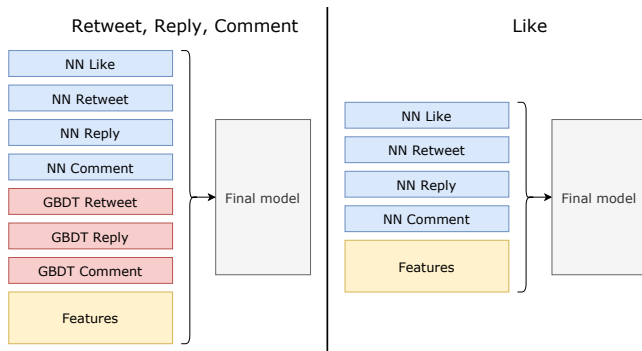 Retweet, Reply, Comment
NN Like
NN Retweet
NN Reply
NN Comment
GBDT Retweet
GBDT Reply
GBDT Comment
Features
Final model
Like
NN Like
NN Retweet
NN Reply
NN Comment
Features
Final model